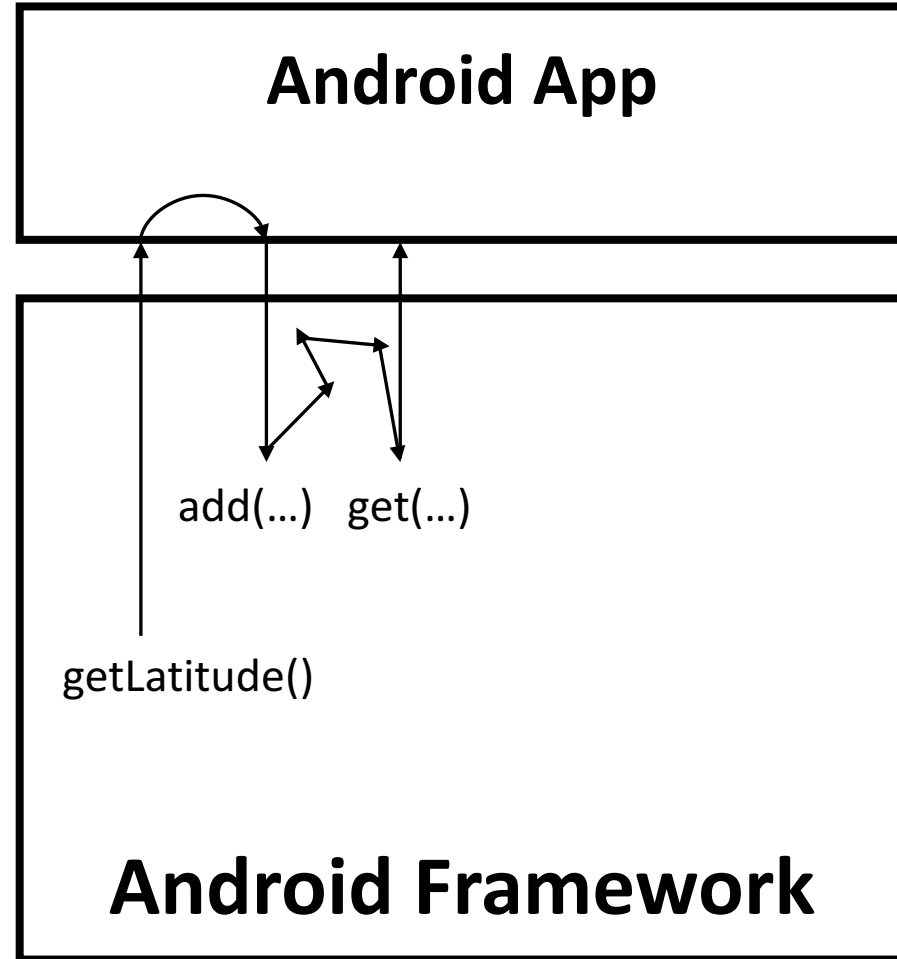 Android App
add(…) get(…)
getLatitude()
Android Framework